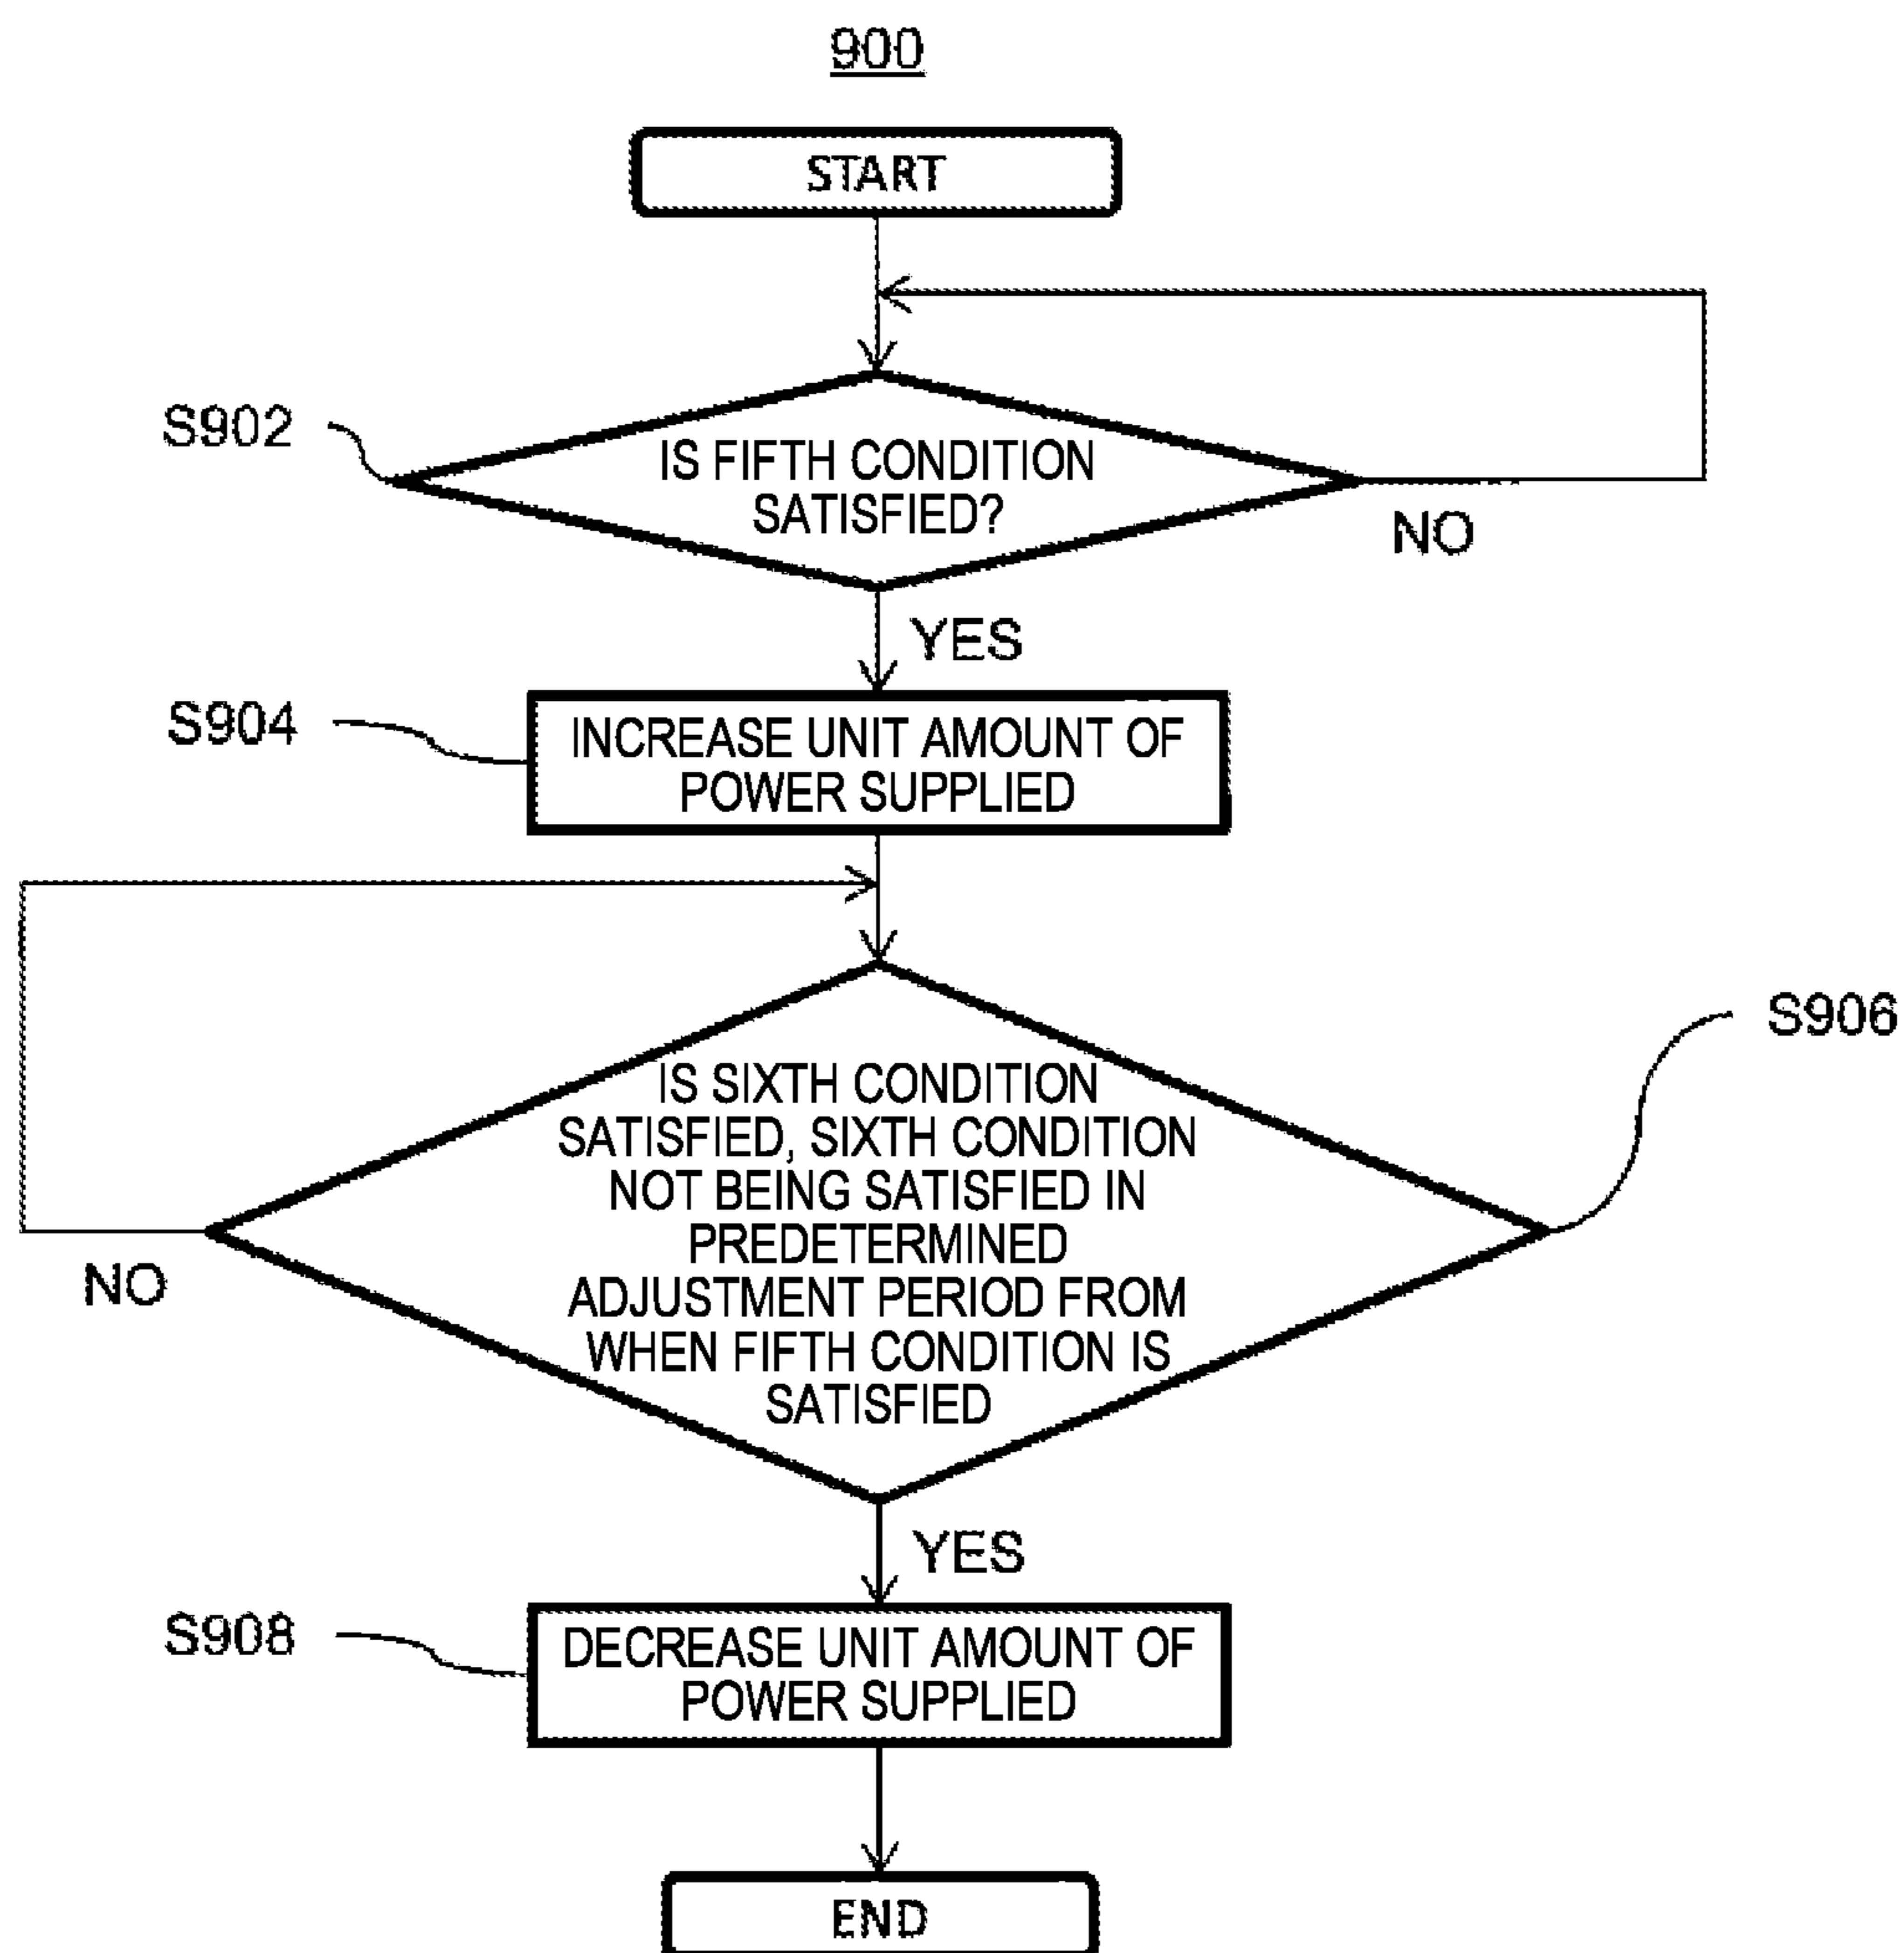 900
START
S902
IS FIFTH CONDITION
SATISFIED?
NO
YES
S904
INCREASE UNIT AMOUNT OF
POWER SUPPLIED
S906
IS SIXTH CONDITION
SATISFIED, SIXTH CONDITION
NOT BEING SATISFIED IN
PREDETERMINED
ADJUSTMENT PERIOD FROM
WHEN FIFTH CONDITION IS
SATISFIED
NO
YES
S908
DECREASE UNIT AMOUNT OF
POWER SUPPLIED
END